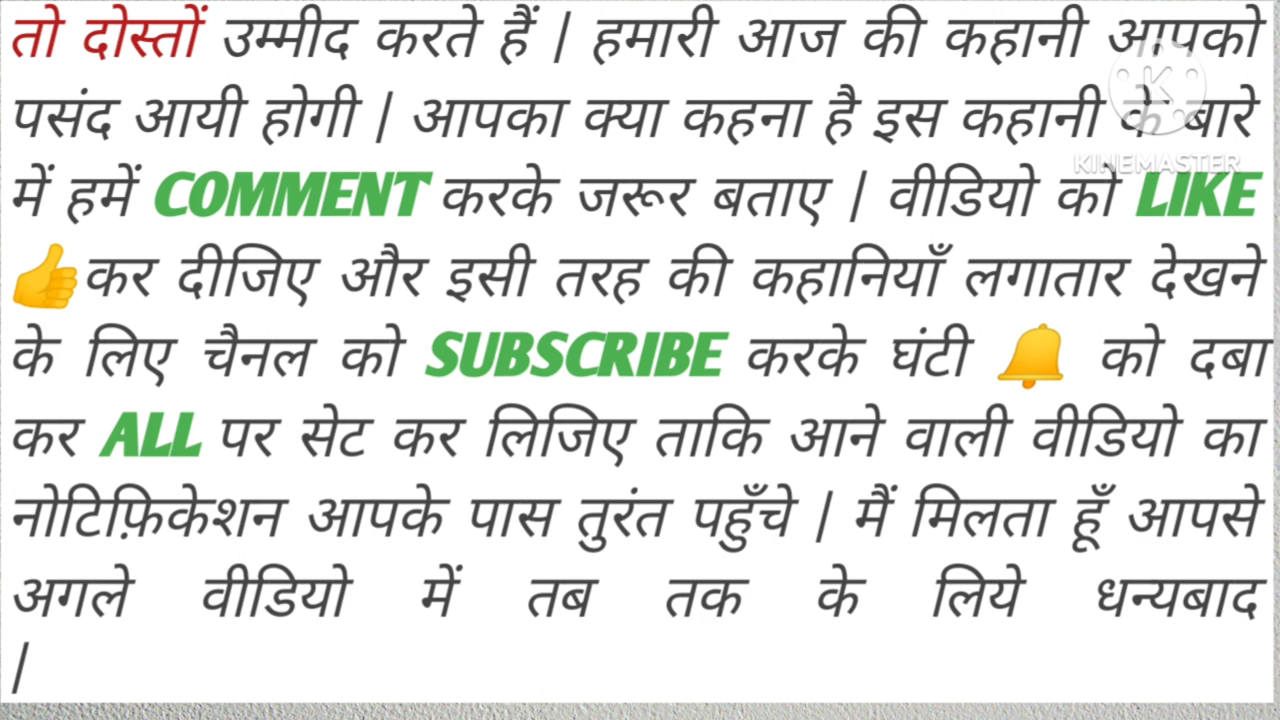 तो दोस्तों उम्मीद करते हैं | हमारी आज की कहानी आपको
पसंद आयी होगी | आपका क्या कहना है इस कहानी के बारे
KINEMASTER
में हमें COMMENT करके जरूर बताए | वीडियो को LIKE
👍कर दीजिए और इसी तरह की कहानियाँ लगातार देखने
के लिए चैनल को SUBSCRIBE करके घंटी 🔔 को दबा
कर ALL पर सेट कर लिजिए ताकि आने वाली वीडियो का
नोटिफ़िकेशन आपके पास तुरंत पहुँचे | मैं मिलता हूँ आपसे
अगले वीडियो में तब तक के लिये धन्यबाद
|